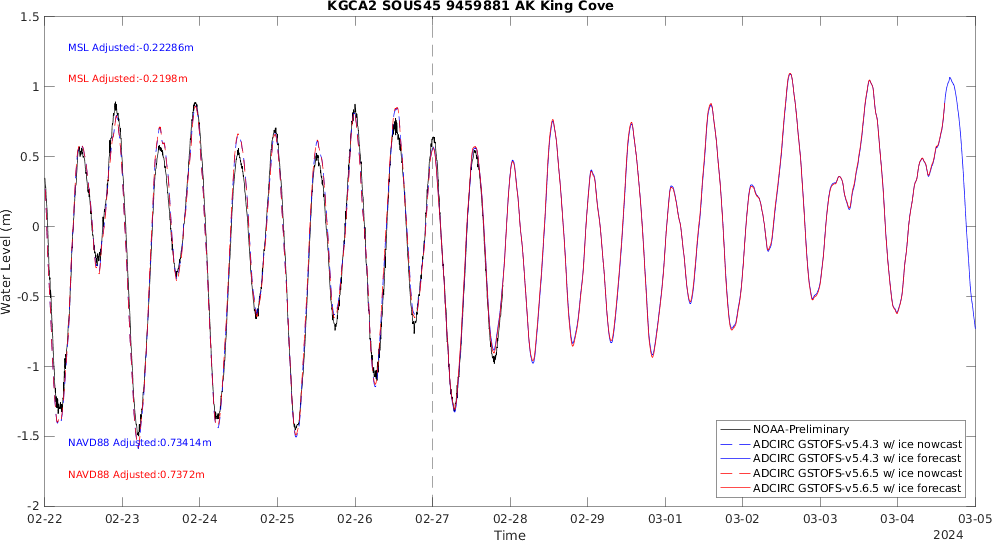 KGCA2 SOUS45 9459881 AK King Cove
1.5
1
0.5
0
-0.5
-1
-1.5
-2
Water Level (m)
MSL Adjusted:-0.22286m
MSL Adjusted:-0.2198m
NAVD88 Adjusted:0.73414m
NAVD88 Adjusted:0.7372m
NOAA-Preliminary
ADCIRC GSTOFS-v5.4.3 w/ ice nowcast
ADCIRC GSTOFS-v5.4.3 w/ ice forecast
ADCIRC GSTOFS-v5.6.5 w/ ice nowcast
ADCIRC GSTOFS-v5.6.5 w/ ice forecast
02-22 02-23 02-24 02-25 02-26 02-27 02-28 02-29 03-01 03-02 03-03 03-04 03-05
Time
2024